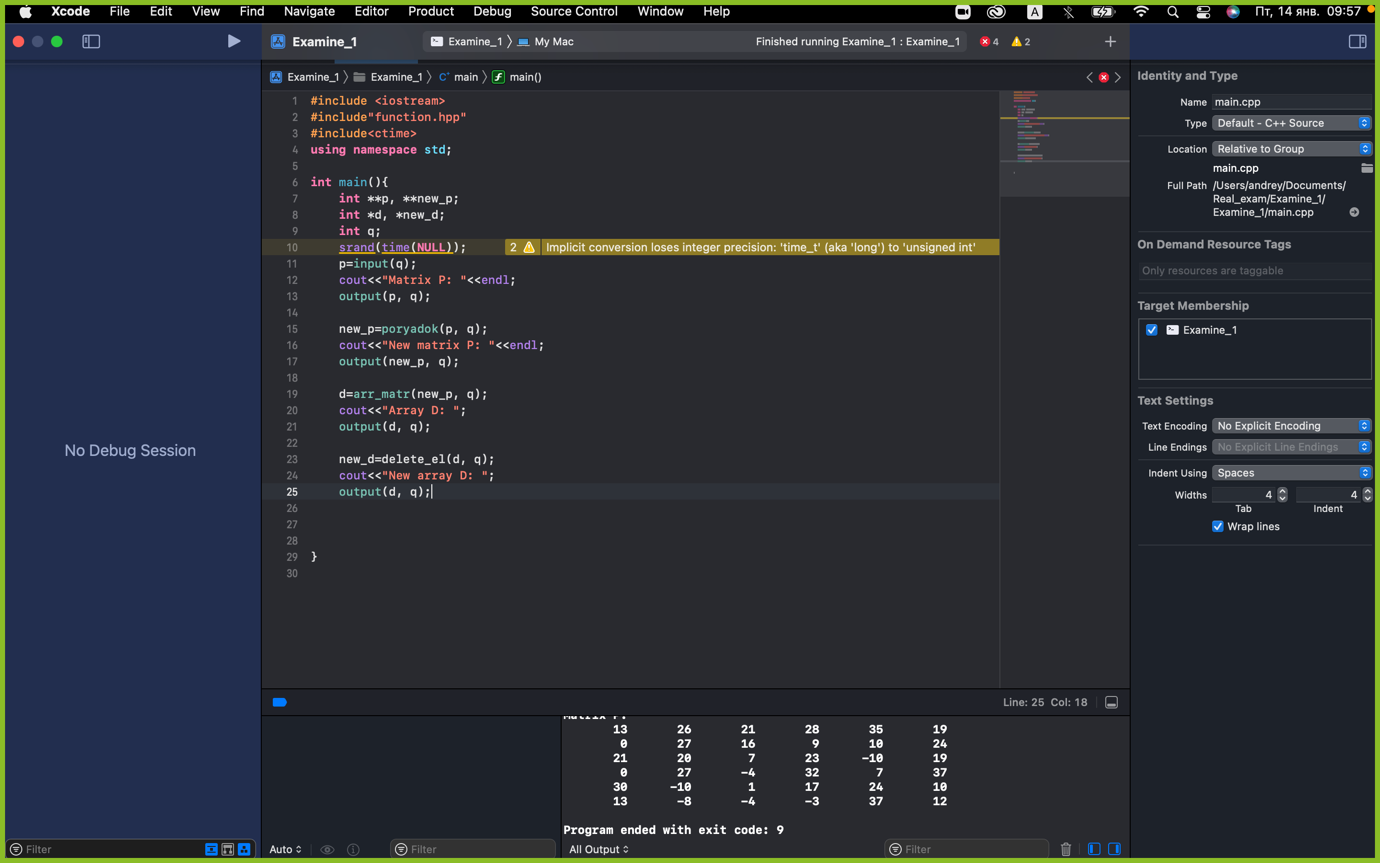 Xcode File Edit View Find Navigate Editor Product Debug Source Control Window Help A Пт, 14 янв. 09:57
Examine_1 Examine_1 My Mac Finished running Examine_1 : Examine_1 4 2
Examine_1 Examine_1 main main()
1 #include <iostream>
2 #include"function.hpp"
3 #include<ctime>
4 using namespace std;
5
6 int main(){
7 int **p, **new_p;
8 int *d, *new_d;
9 int q;
10 srand(time(NULL)); 2 Implicit conversion loses integer precision: 'time_t' (aka 'long') to 'unsigned int'
11 p=input(q);
12 cout<<"Matrix P: "<<endl;
13 output(p, q);
14
15 new_p=poryadok(p, q);
16 cout<<"New matrix P: "<<endl;
17 output(new_p, q);
18
19 d=arr_matr(new_p, q);
20 cout<<"Array D: ";
21 output(d, q);
22
23 new_d=delete_el(d, q);
24 cout<<"New array D: ";
25 output(d, q);
26
27
28
29 }
30
No Debug Session
Line: 25 Col: 18
Matrix P:
13 26 21 28 35 19
0 27 16 9 10 24
21 20 7 23 -10 19
0 27 -4 32 7 37
30 -10 1 17 24 10
13 -8 -4 -3 37 12
Program ended with exit code: 9
Filter
Auto
Filter
All Output
Filter
Identity and Type
Name main.cpp
Type Default - C++ Source
Location Relative to Group
main.cpp
Full Path /Users/andrey/Documents/
Real_exam/Examine_1/
Examine_1/main.cpp
On Demand Resource Tags
Only resources are taggable
Target Membership
Examine_1
Text Settings
Text Encoding No Explicit Encoding
Line Endings No Explicit Line Endings
Indent Using Spaces
Widths 4 4
Tab Indent
Wrap lines